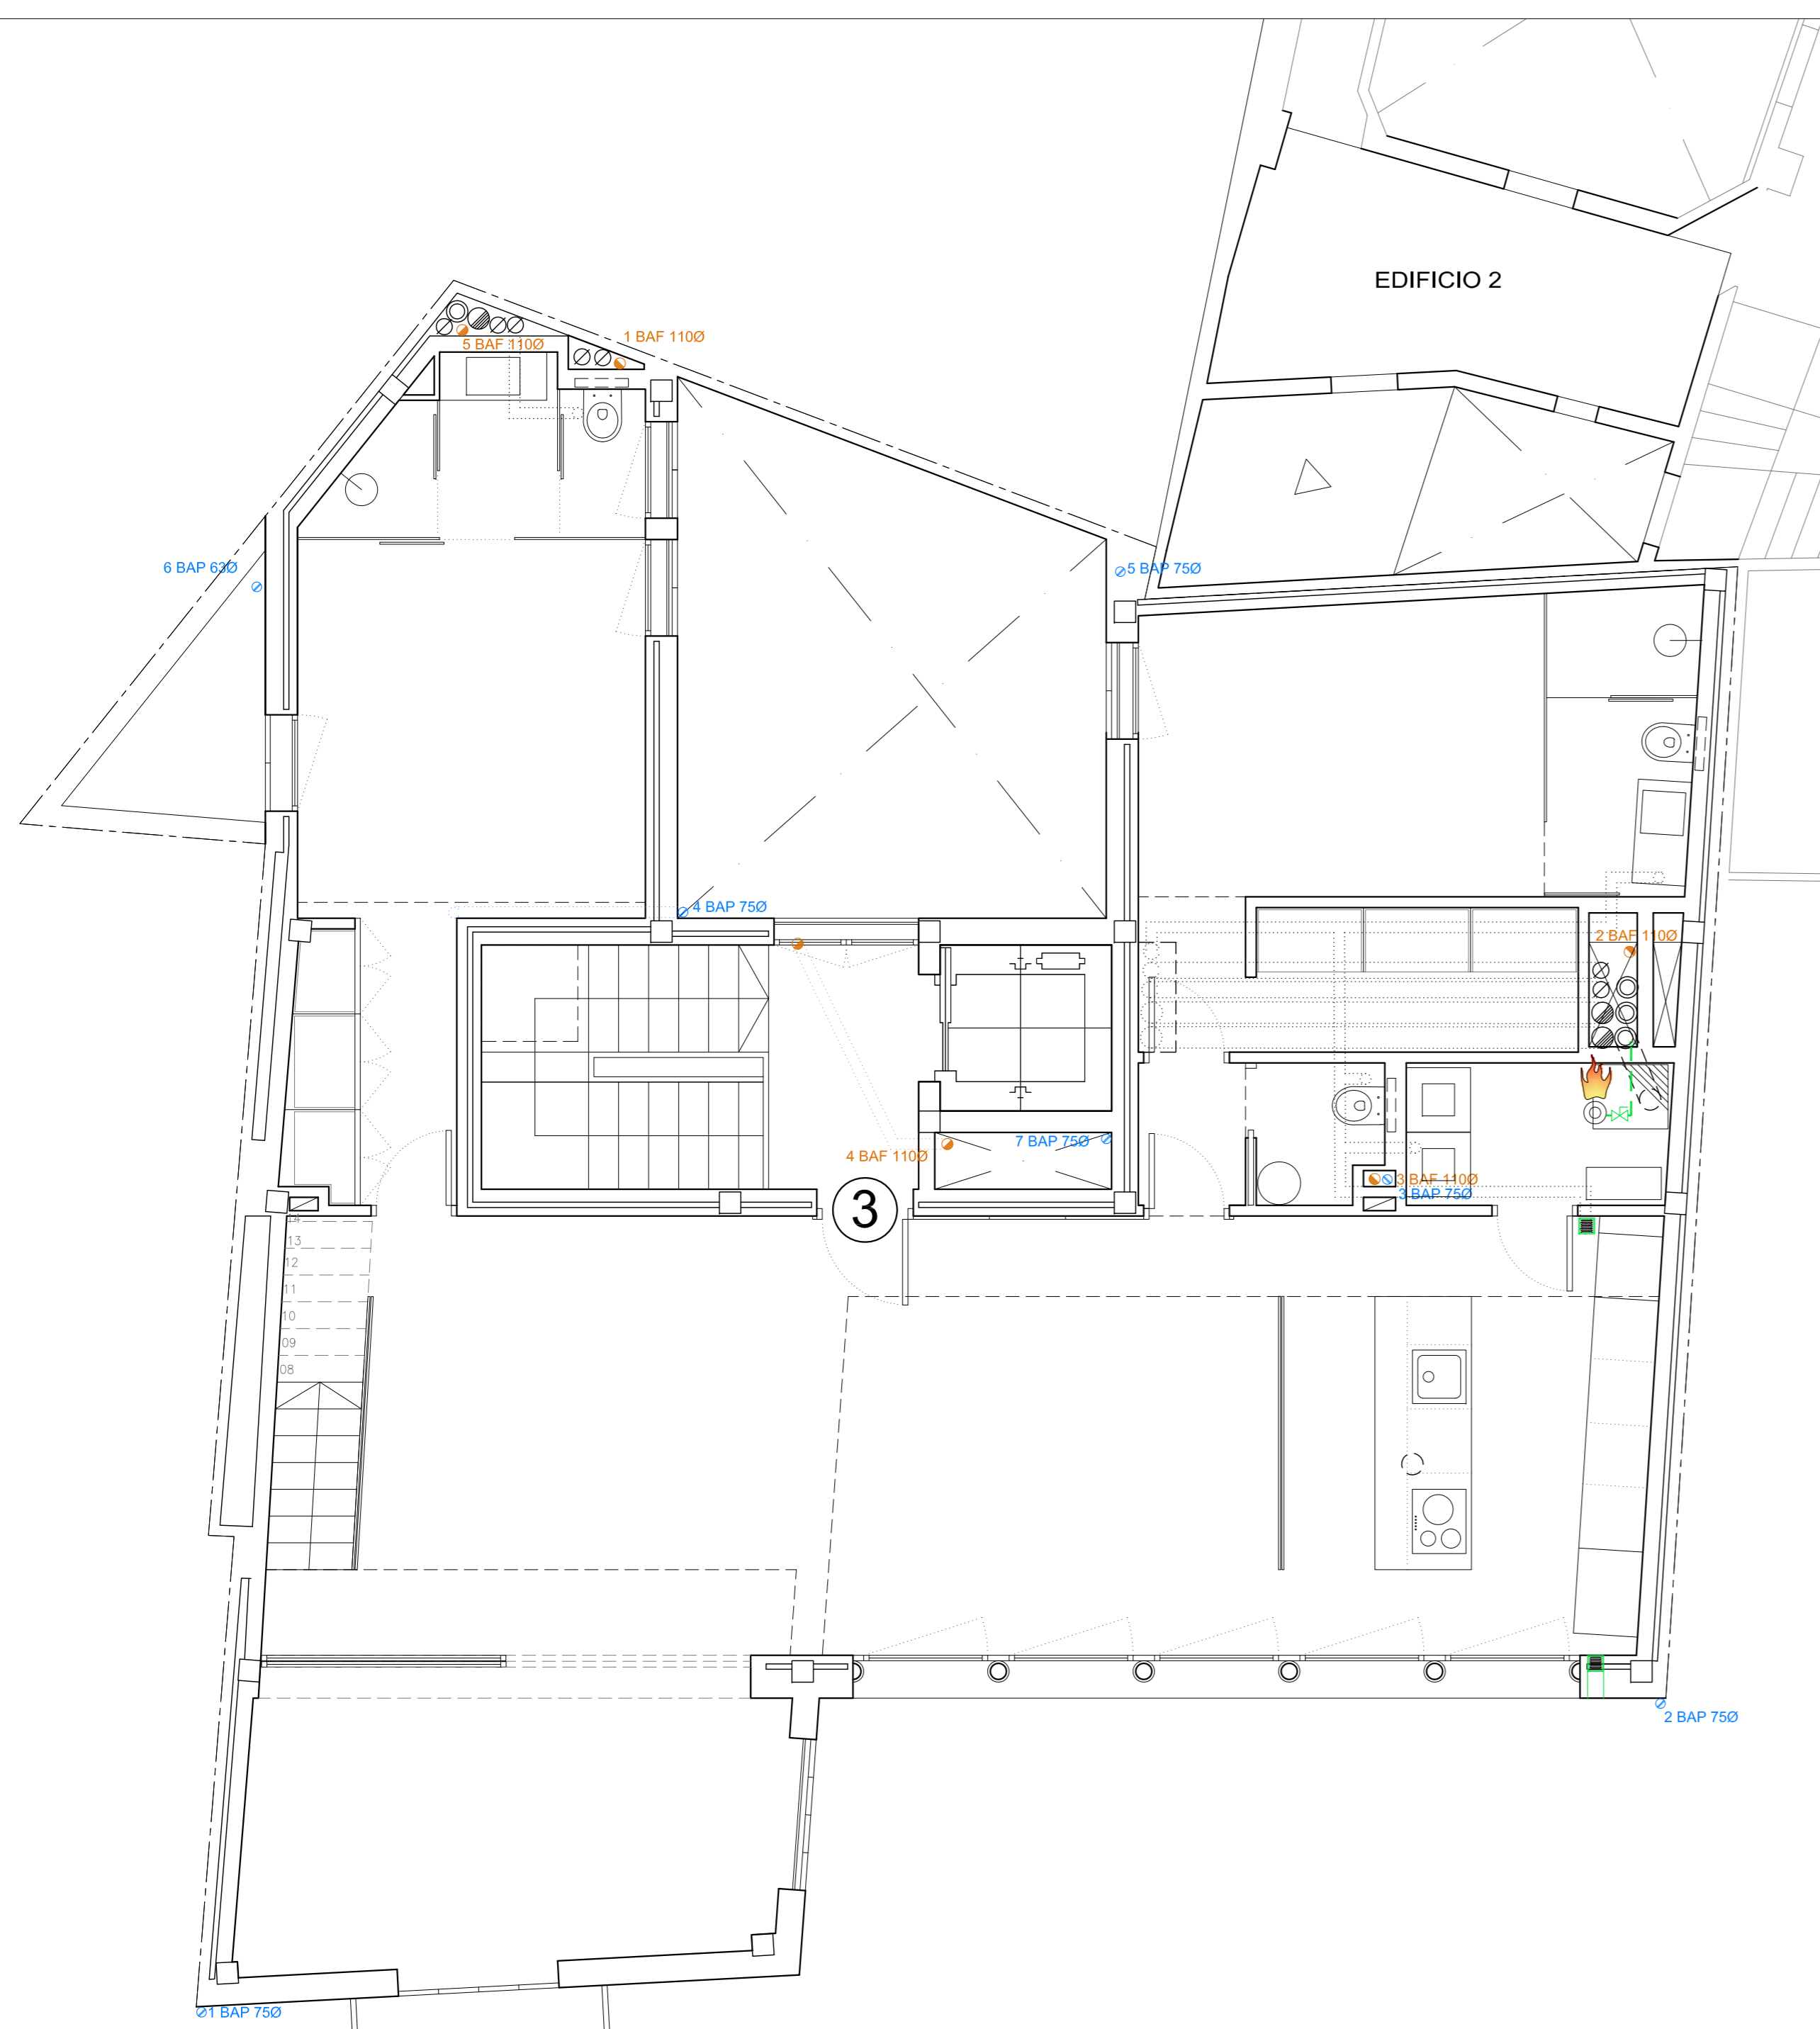 EDIFICIO 2
1 BAF 110Ø
5 BAF 110Ø
6 BAP 63Ø
5 BAP 75Ø
4 BAP 75Ø
2 BAF 110Ø
7 BAP 75Ø
4 BAF 110Ø
3 BAF 110Ø
3 BAP 75Ø
3
14
13
12
11
10
09
08
2 BAP 75Ø
1 BAP 75Ø